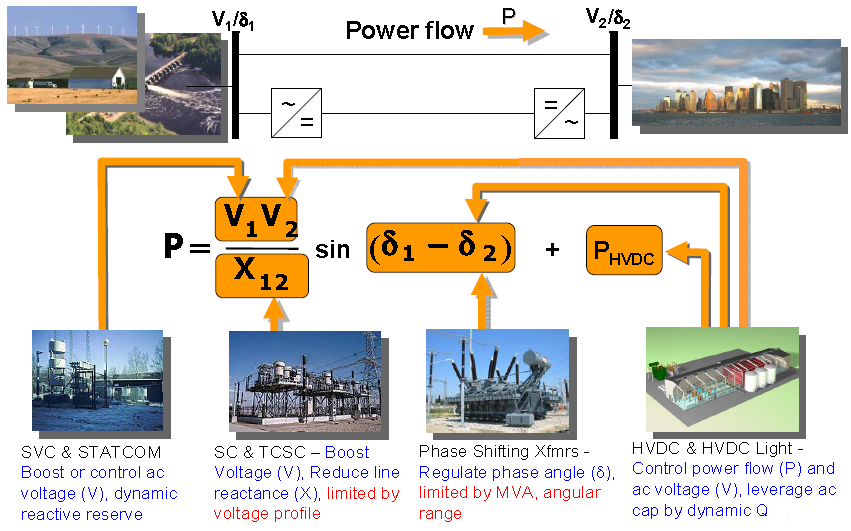 V1/δ1
Power flow
P
V2/δ2
~
=
=
~
V1V2
P = ― sin (δ1 − δ2) + PHVDC
X12
SVC & STATCOM
Boost or control ac
voltage (V), dynamic
reactive reserve
SC & TCSC – Boost
Voltage (V), Reduce line
reactance (X), limited by
voltage profile
Phase Shifting Xfmrs -
Regulate phase angle (δ),
limited by MVA, angular
range
HVDC & HVDC Light -
Control power flow (P) and
ac voltage (V), leverage ac
cap by dynamic Q